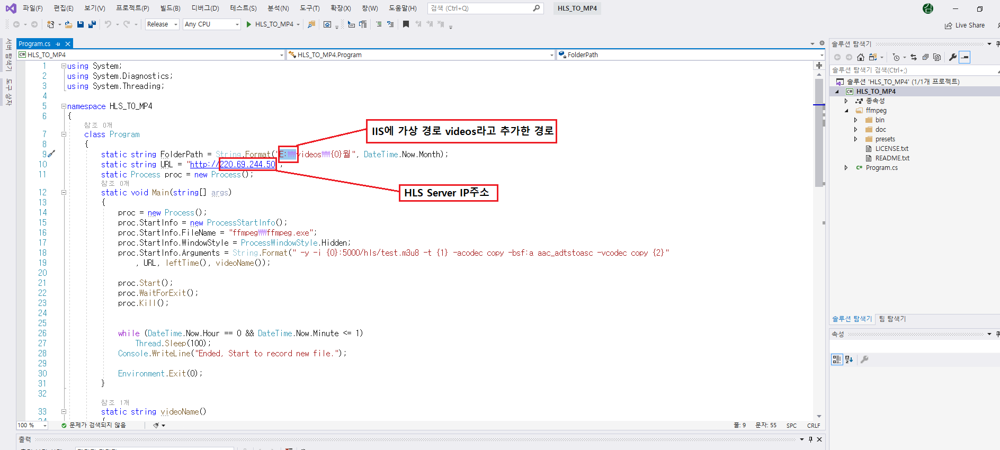 파일(F) 편집(E) 보기(V) 프로젝트(P) 빌드(B) 디버그(D) 테스트(S) 분석(N) 도구(T) 확장(X) 창(W) 도움말(H) 검색 (Ctrl+Q) HLS_TO_MP4
Release Any CPU HLS_TO_MP4 Live Share
서버 탐색기
도구 상자
Program.cs
HLS_TO_MP4 HLS_TO_MP4.Program FolderPath
1 using System;
2 using System.Diagnostics;
3 using System.Threading;
4
5 namespace HLS_TO_MP4
6 {
참조 0개
7 class Program
8 {
9 static string FolderPath = String.Format("E:₩₩videos₩₩{0}월", DateTime.Now.Month);
10 static string URL = "http://220.69.244.50";
11 static Process proc = new Process();
참조 0개
12 static void Main(string[] args)
13 {
14 proc = new Process();
15 proc.StartInfo = new ProcessStartInfo();
16 proc.StartInfo.FileName = "ffmpeg₩₩ffmpeg.exe";
17 proc.StartInfo.WindowStyle = ProcessWindowStyle.Hidden;
18 proc.StartInfo.Arguments = String.Format(" -y -i {0}:5000/hls/test.m3u8 -t {1} -acodec copy -bsf:a aac_adtstoasc -vcodec copy {2}"
19 , URL, leftTime(), videoName());
20
21 proc.Start();
22 proc.WaitForExit();
23 proc.Kill();
24
25
26 while (DateTime.Now.Hour == 0 && DateTime.Now.Minute <= 1)
27 Thread.Sleep(100);
28 Console.WriteLine("Ended, Start to record new file.");
29
30 Environment.Exit(0);
31 }
32
참조 1개
33 static string videoName()
IIS에 가상 경로 videos라고 추가한 경로
HLS Server IP주소
100 % 문제가 검색되지 않음 줄: 9 문자: 55 SPC CRLF
출력
솔루션 탐색기
솔루션 탐색기 검색(Ctrl+;)
솔루션 'HLS_TO_MP4' (1/1개 프로젝트)
HLS_TO_MP4
종속성
ffmpeg
bin
doc
presets
LICENSE.txt
README.txt
Program.cs
솔루션 탐색기 팀 탐색기
속성